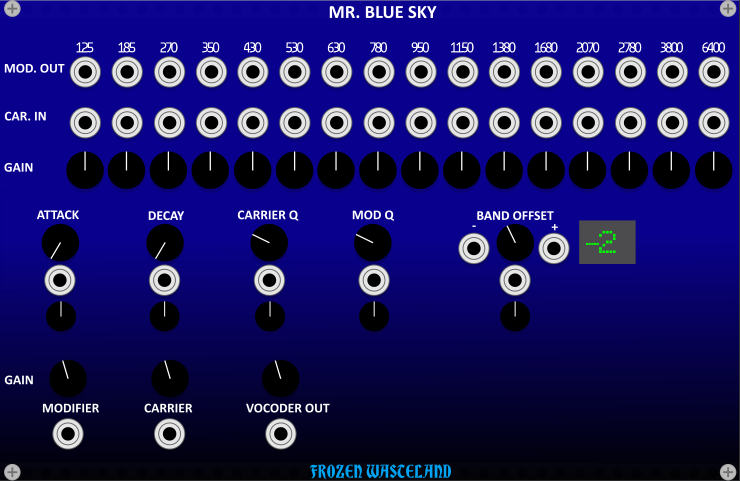 MR. BLUE SKY
125 185 270 350 430 530 630 780 950 1150 1380 1680 2070 2780 3800 6400
MOD. OUT
CAR. IN
GAIN
ATTACK DECAY CARRIER Q MOD Q BAND OFFSET
- +
-2
GAIN
MODIFIER CARRIER VOCODER OUT
FROZEN WASTELAND